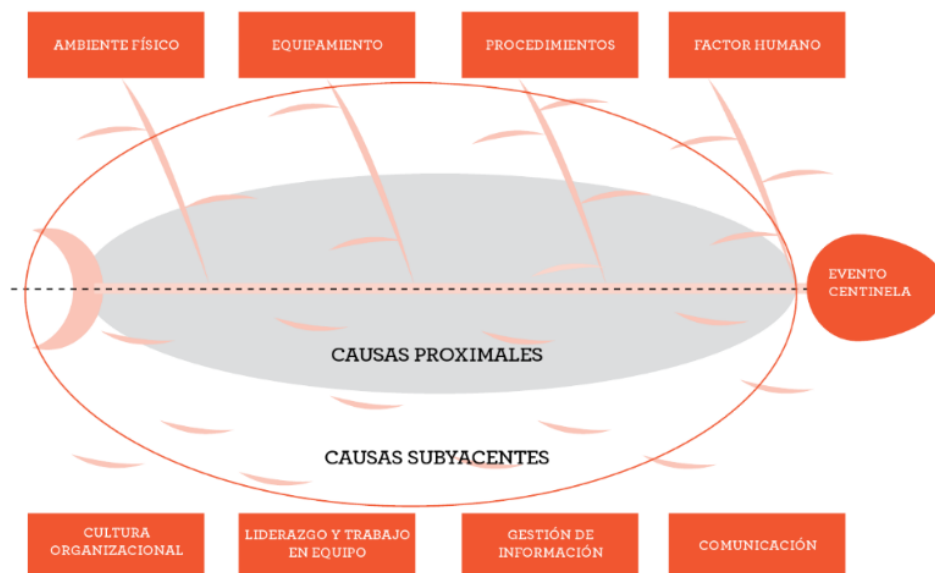 AMBIENTE FÍSICO
EQUIPAMIENTO
PROCEDIMIENTOS
FACTOR HUMANO
EVENTO
CENTINELA
CAUSAS PROXIMALES
CAUSAS SUBYACENTES
CULTURA
ORGANIZACIONAL
LIDERAZGO Y TRABAJO
EN EQUIPO
GESTIÓN DE
INFORMACIÓN
COMUNICACIÓN